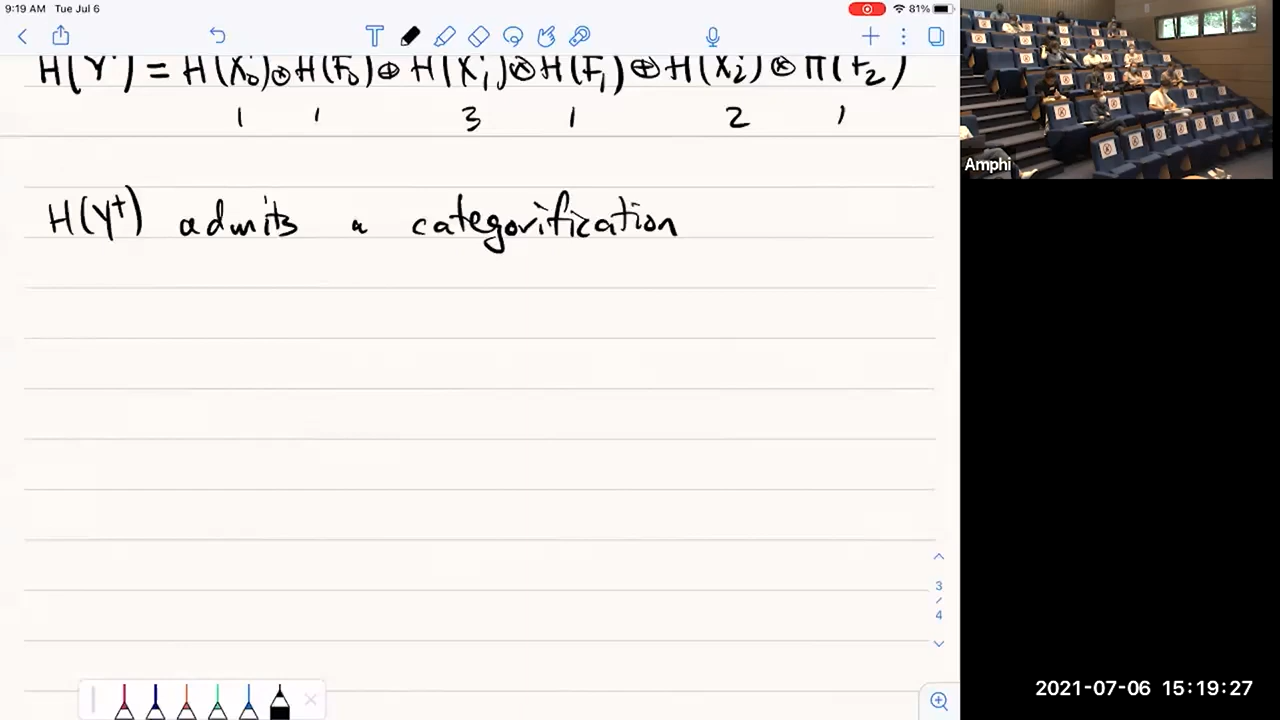 9:19 AM Tue Jul 6
81%
H(Y⁺) = H(X₀)⊗H(F₀)⊕ H(X₁)⊗H(F₁)⊕H(X₂)⊗H(F₂)
1 1 3 1 2 1
H(Y⁺) admits a categorification
3
/
4
Amphi
2021-07-06 15:19:27